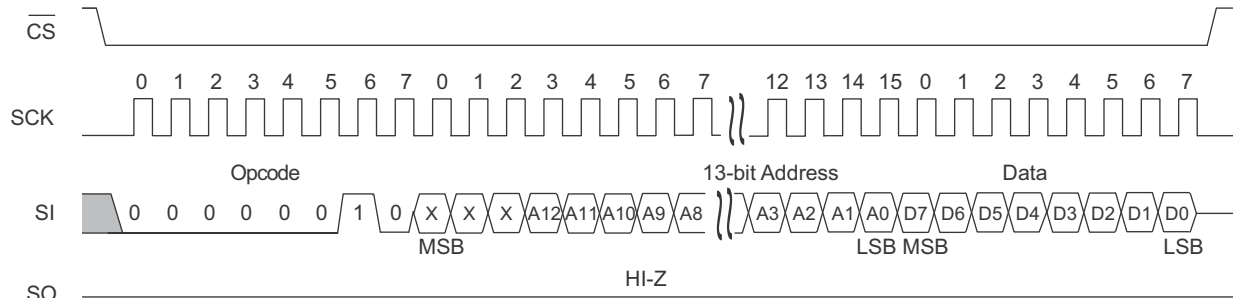 CS
0 1 2 3 4 5 6 7 0 1 2 3 4 5 6 7 12 13 14 15 0 1 2 3 4 5 6 7
SCK
Opcode 13-bit Address Data
SI 0 0 0 0 0 0 1 0 X X X A12 A11 A10 A9 A8 A3 A2 A1 A0 D7 D6 D5 D4 D3 D2 D1 D0
MSB LSB MSB LSB
HI-Z
SO